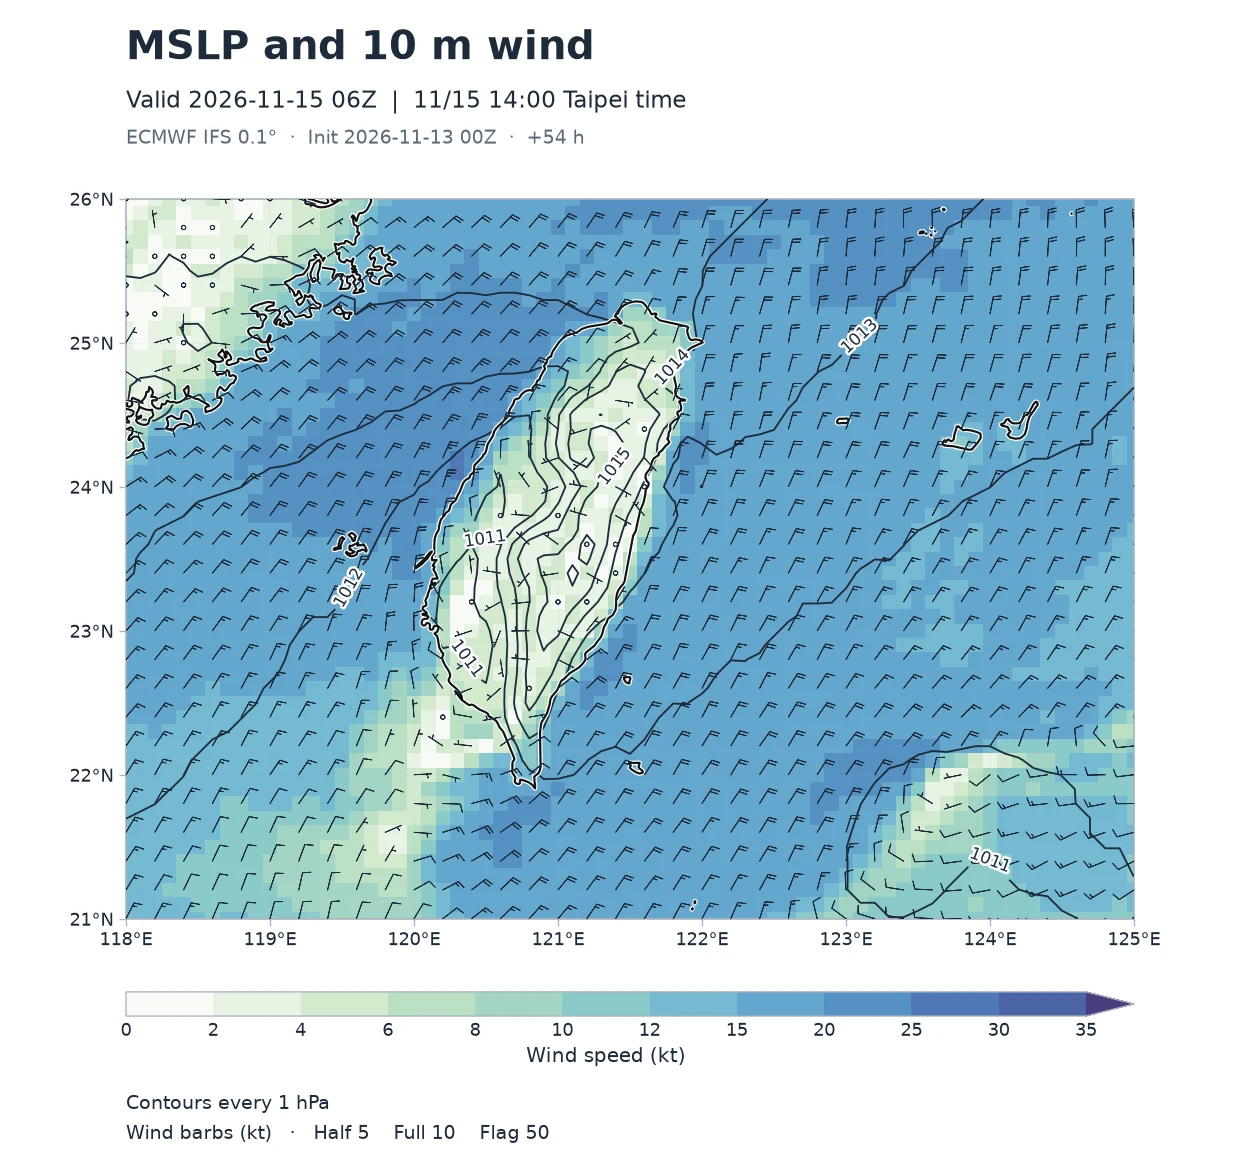 MSLP and 10 m wind
Valid 2026-11-15 06Z | 11/15 14:00 Taipei time
ECMWF IFS 0.1° · Init 2026-11-13 00Z · +54 h
26°N
25°N
24°N
23°N
22°N
21°N
1013
1014
1015
1011
1012
1011
1011
118°E 119°E 120°E 121°E 122°E 123°E 124°E 125°E
0 2 4 6 8 10 12 15 20 25 30 35
Wind speed (kt)
Contours every 1 hPa
Wind barbs (kt) · Half 5 Full 10 Flag 50